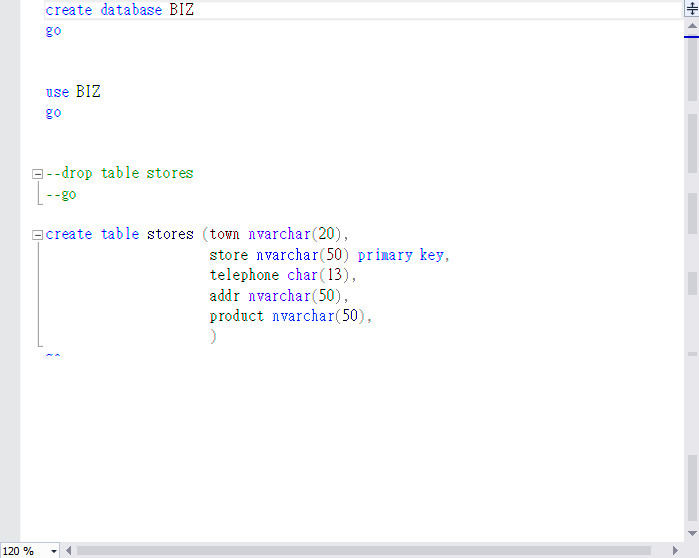 create database BIZ
go
use BIZ
go
--drop table stores
--go
create table stores (town nvarchar(20),
store nvarchar(50) primary key,
telephone char(13),
addr nvarchar(50),
product nvarchar(50),
)
120 %